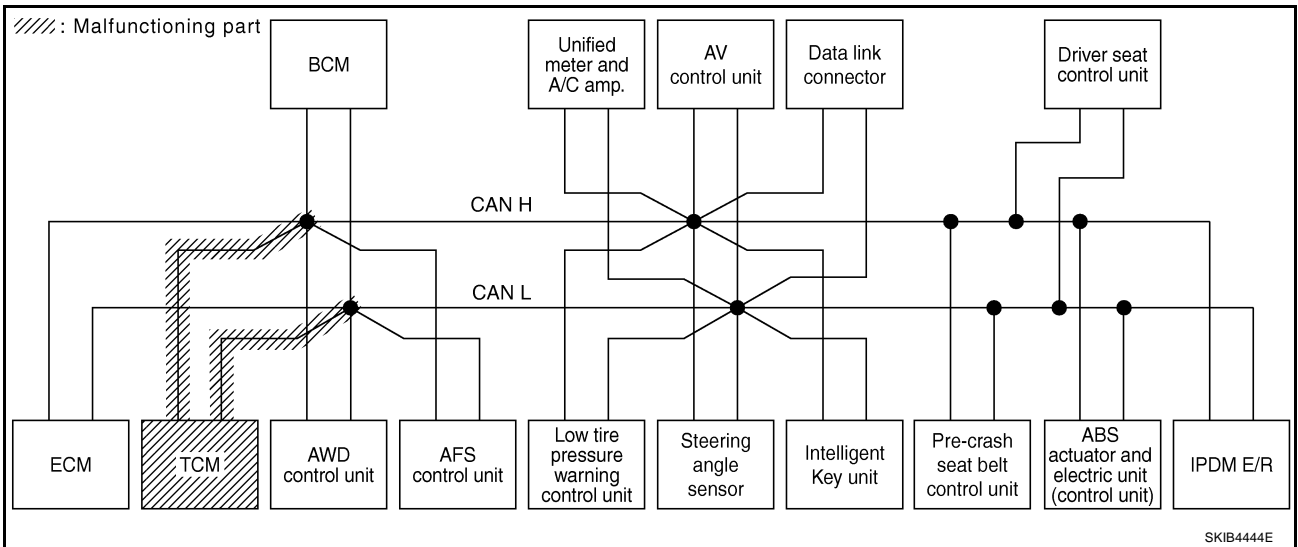 : Malfunctioning part
BCM
Unified
meter and
A/C amp.
AV
control unit
Data link
connector
Driver seat
control unit
CAN H
CAN L
ECM
TCM
AWD
control unit
AFS
control unit
Low tire
pressure
warning
control unit
Steering
angle
sensor
Intelligent
Key unit
Pre-crash
seat belt
control unit
ABS
actuator and
electric unit
(control unit)
IPDM E/R
SKIB4444E